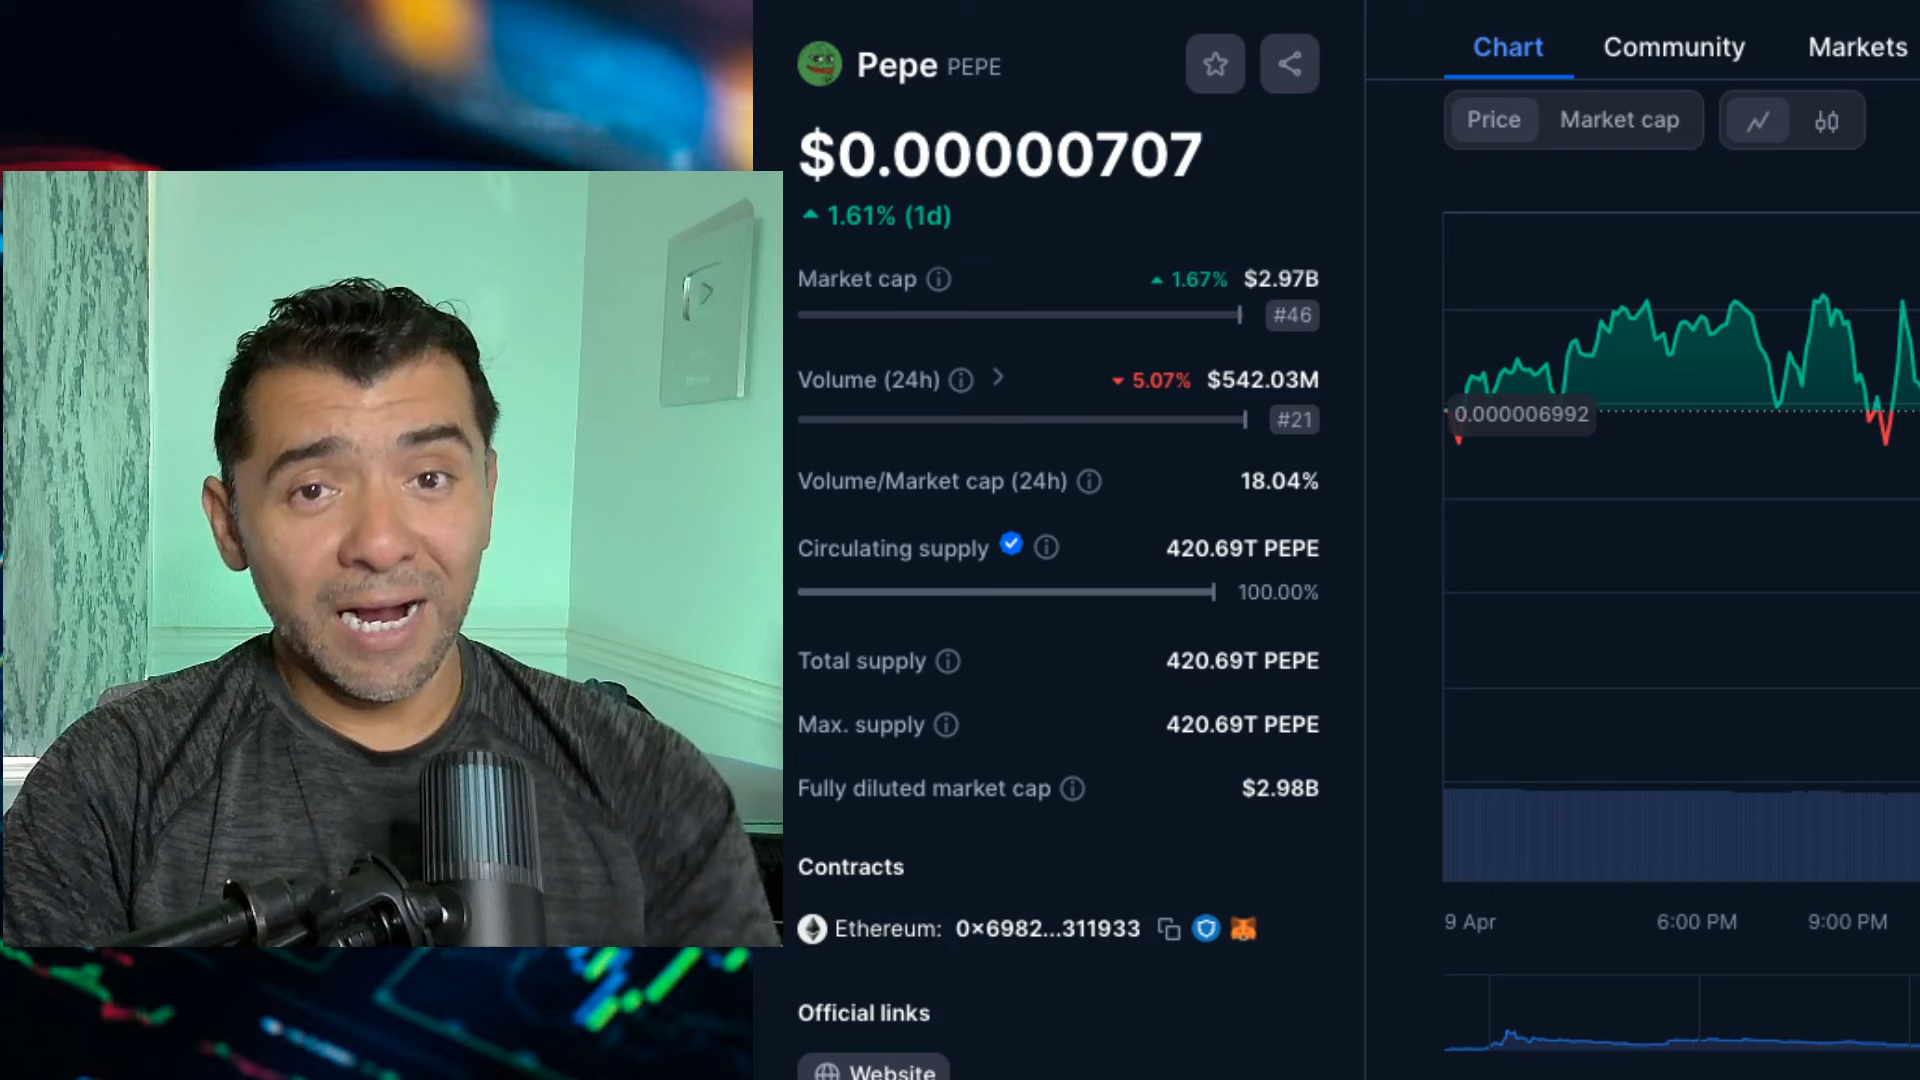 Pepe PEPE
$0.00000707
1.61% (1d)
Market cap 1.67% $2.97B
#46
Volume (24h) 5.07% $542.03M
#21
Volume/Market cap (24h) 18.04%
Circulating supply 420.69T PEPE
100.00%
Total supply 420.69T PEPE
Max. supply 420.69T PEPE
Fully diluted market cap $2.98B
Contracts
Ethereum: 0x6982...311933
Official links
Website
Chart Community Markets
Price Market cap
0.000006992
9 Apr 6:00 PM 9:00 PM